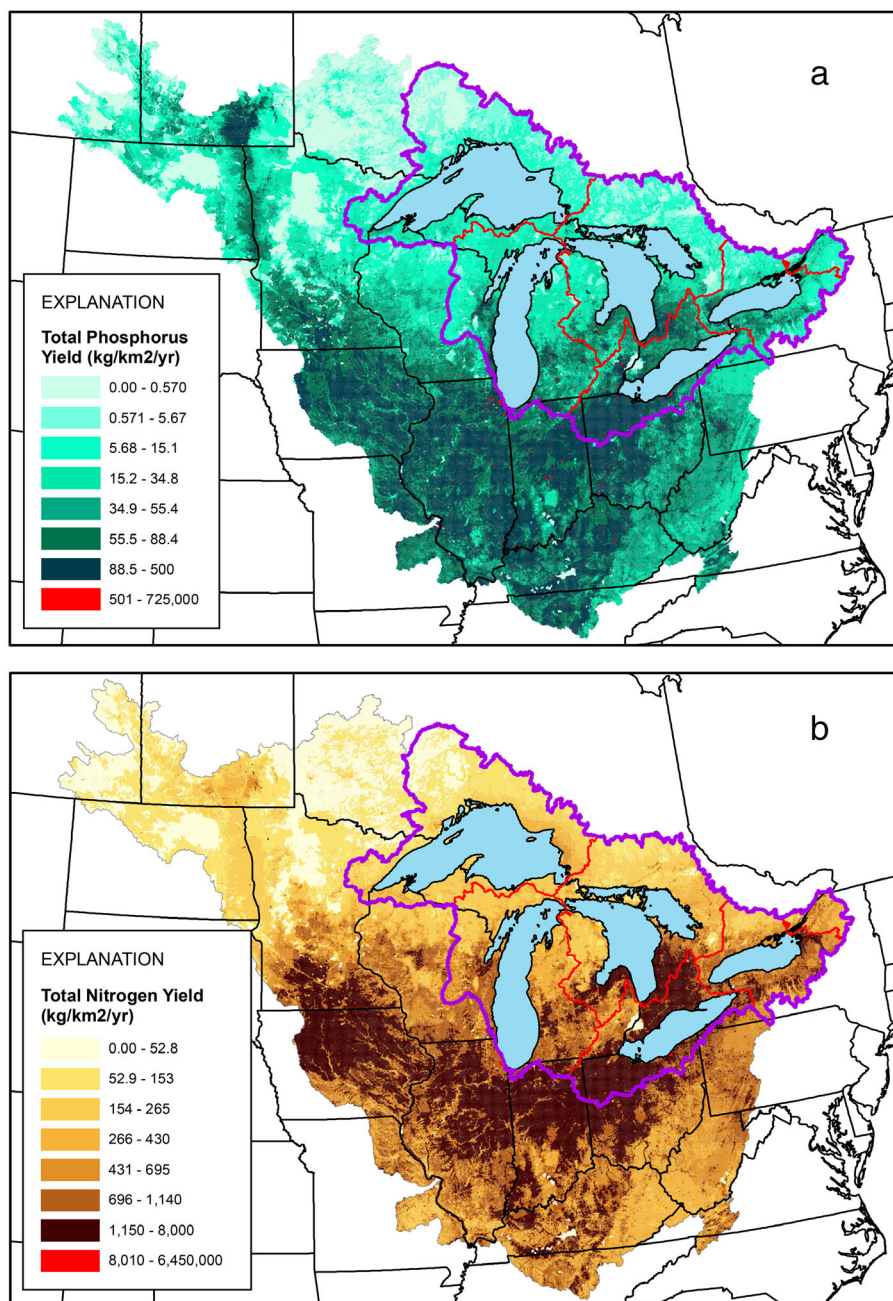 a
EXPLANATION
Total Phosphorus
Yield (kg/km2/yr)
0.00 - 0.570
0.571 - 5.67
5.68 - 15.1
15.2 - 34.8
34.9 - 55.4
55.5 - 88.4
88.5 - 500
501 - 725,000
b
EXPLANATION
Total Nitrogen Yield
(kg/km2/yr)
0.00 - 52.8
52.9 - 153
154 - 265
266 - 430
431 - 695
696 - 1,140
1,150 - 8,000
8,010 - 6,450,000